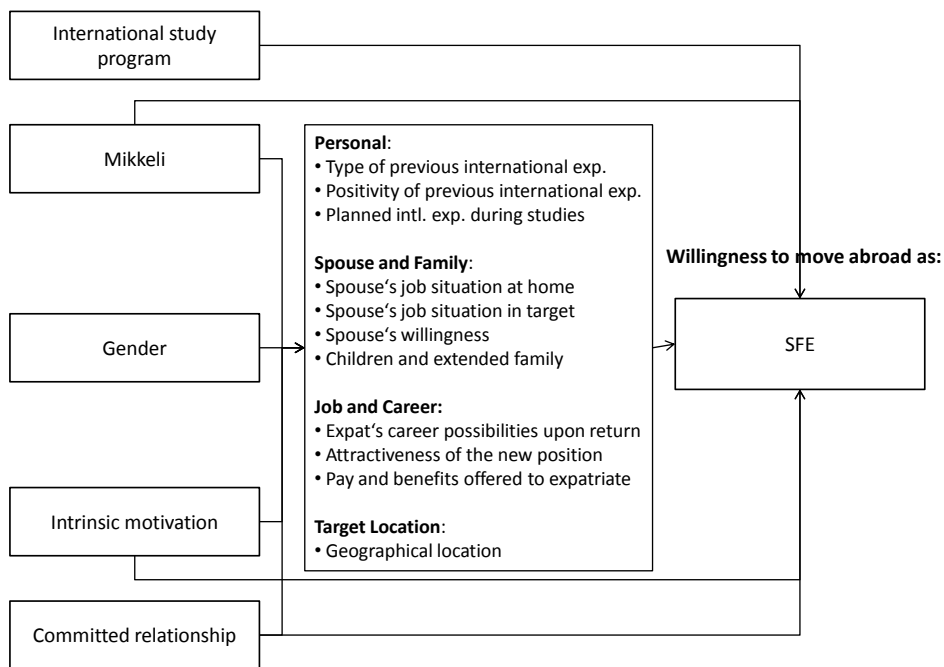 International study
program
Mikkeli
Gender
Intrinsic motivation
Committed relationship
Personal:
• Type of previous international exp.
• Positivity of previous international exp.
• Planned intl. exp. during studies
Spouse and Family:
• Spouse‘s job situation at home
• Spouse‘s job situation in target
• Spouse‘s willingness
• Children and extended family
Job and Career:
• Expat‘s career possibilities upon return
• Attractiveness of the new position
• Pay and benefits offered to expatriate
Target Location:
• Geographical location
Willingness to move abroad as:
SFE